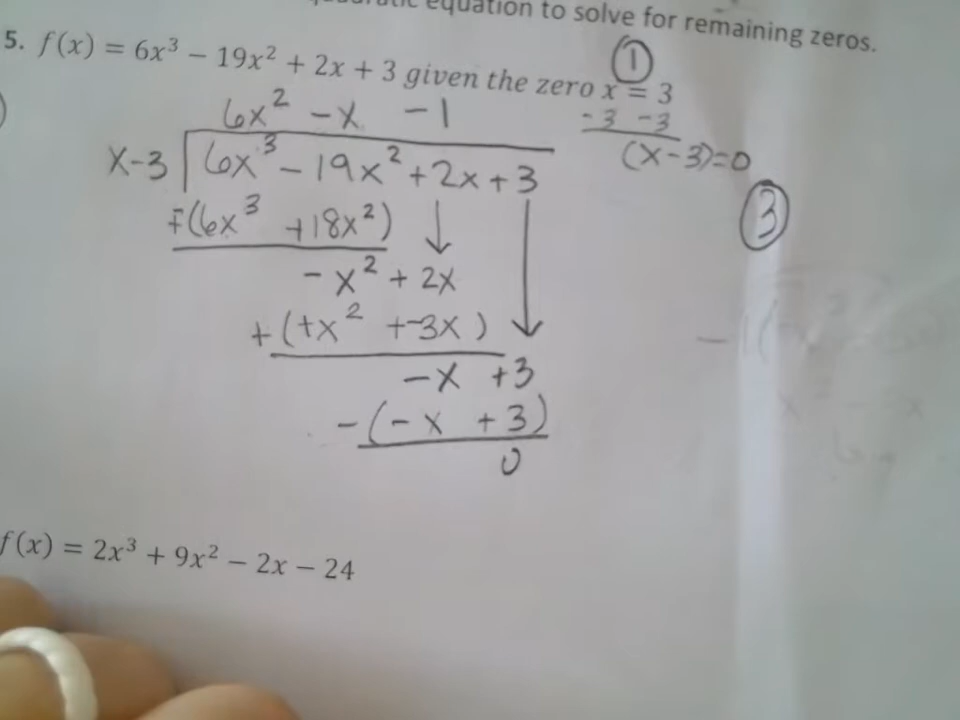 equation to solve for remaining zeros.
5. f(x) = 6x³ − 19x² + 2x + 3 given the zero x = 3
①
-3 -3
(x-3)=0
③
6x² -x -1
x-3 6x³ - 19x² + 2x + 3
(6x³ +18x²)
-x² + 2x
+(+x² +-3x)
-x +3
-(-x +3)
0
f(x) = 2x³ + 9x² − 2x − 24